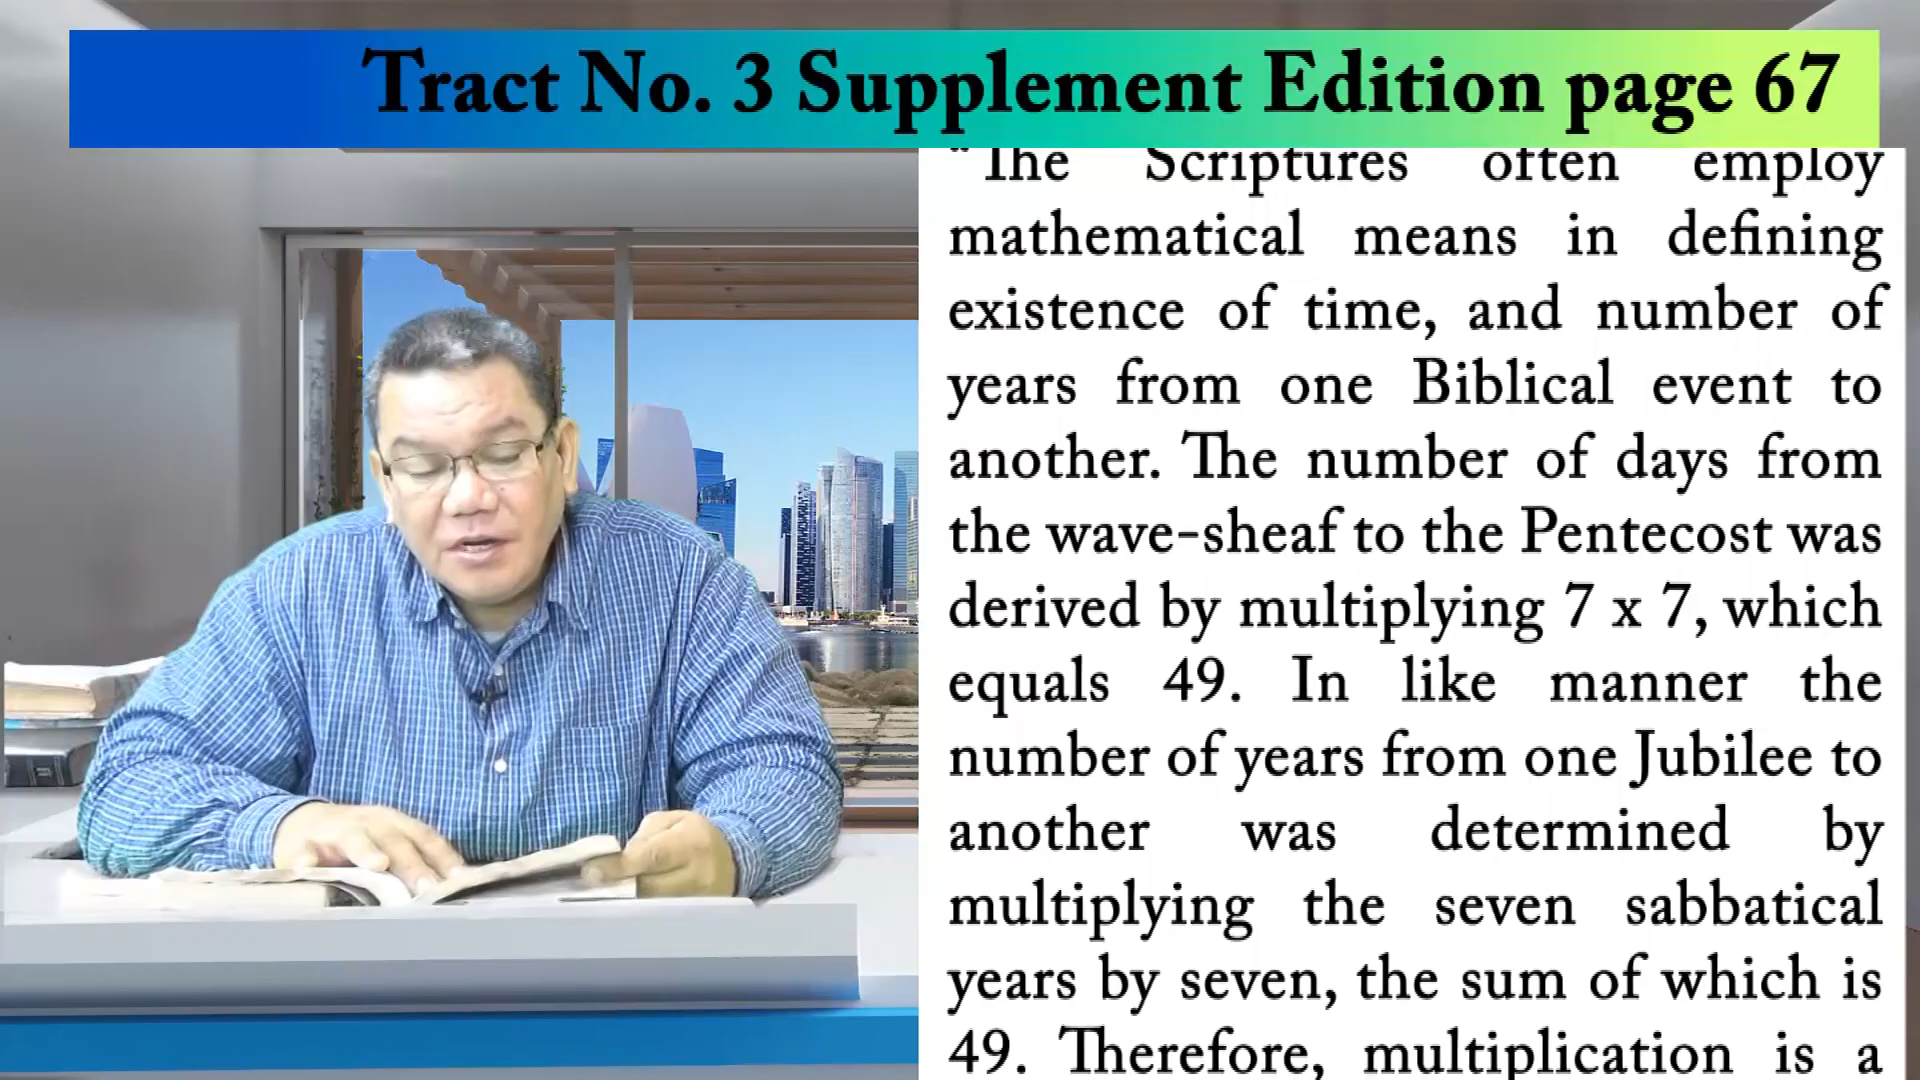 Tract No. 3 Supplement Edition page 67
“The Scriptures often employ
mathematical means in defining
existence of time, and number of
years from one Biblical event to
another. The number of days from
the wave-sheaf to the Pentecost was
derived by multiplying 7 x 7, which
equals 49. In like manner the
number of years from one Jubilee to
another was determined by
multiplying the seven sabbatical
years by seven, the sum of which is
49. Therefore, multiplication is a